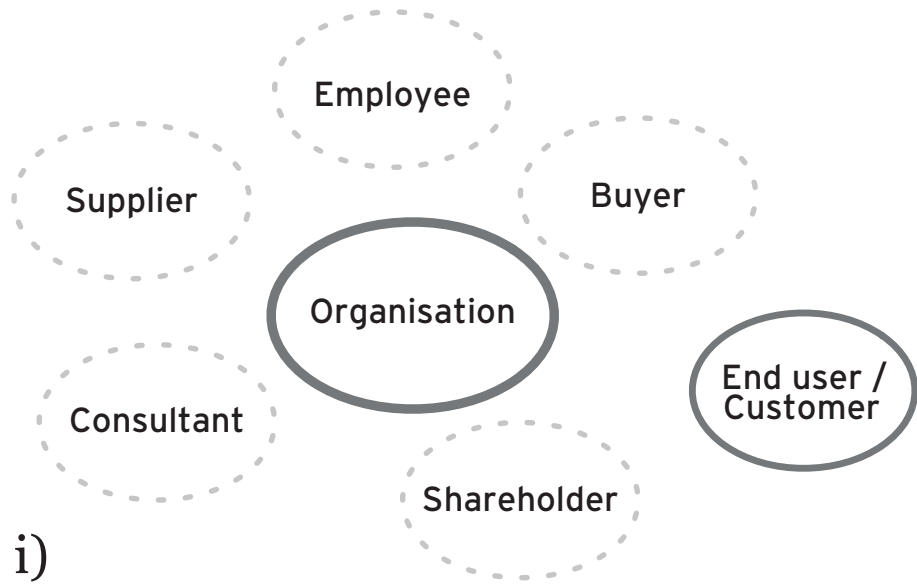 Employee
Supplier
Buyer
Organisation
End user /
Customer
Consultant
Shareholder
i)